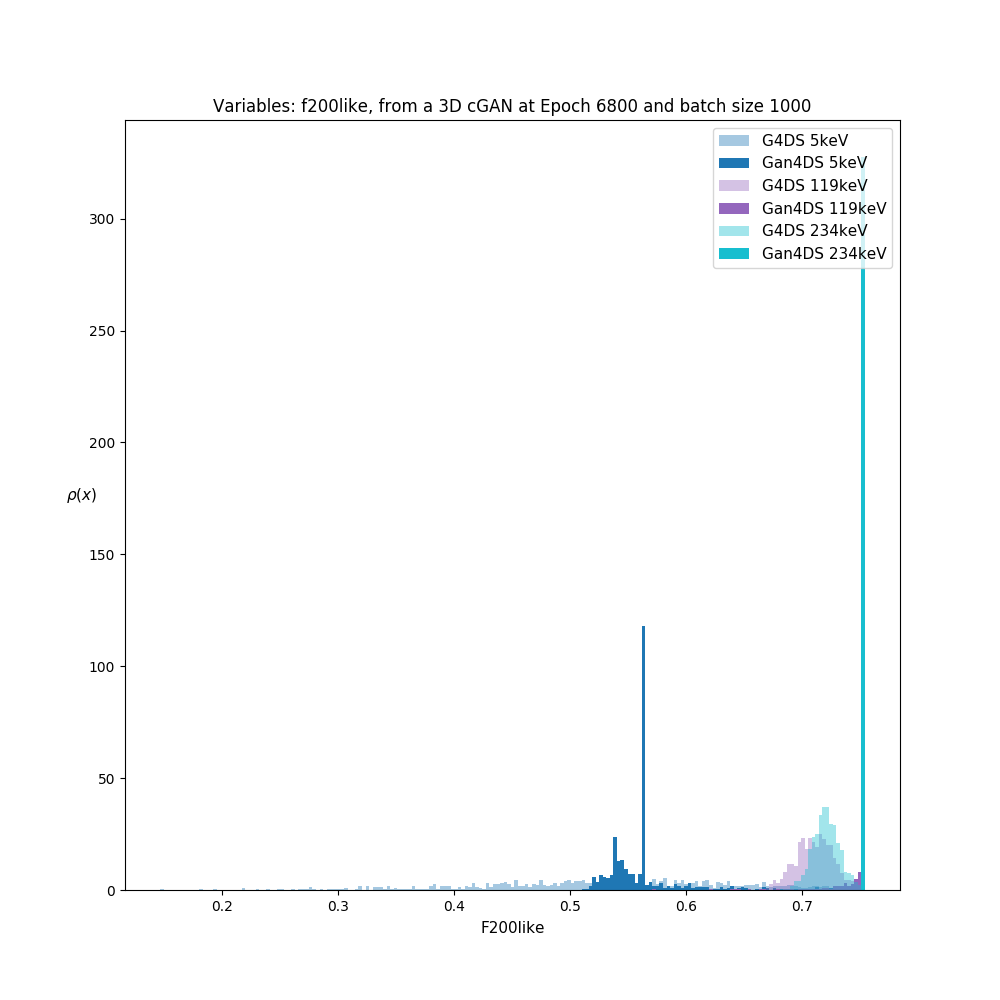 Variables: f200like, from a 3D cGAN at Epoch 6800 and batch size 1000
G4DS 5keV
Gan4DS 5keV
G4DS 119keV
Gan4DS 119keV
G4DS 234keV
Gan4DS 234keV
300
250
200
150
100
50
0
ρ(x)
0.2 0.3 0.4 0.5 0.6 0.7
F200like